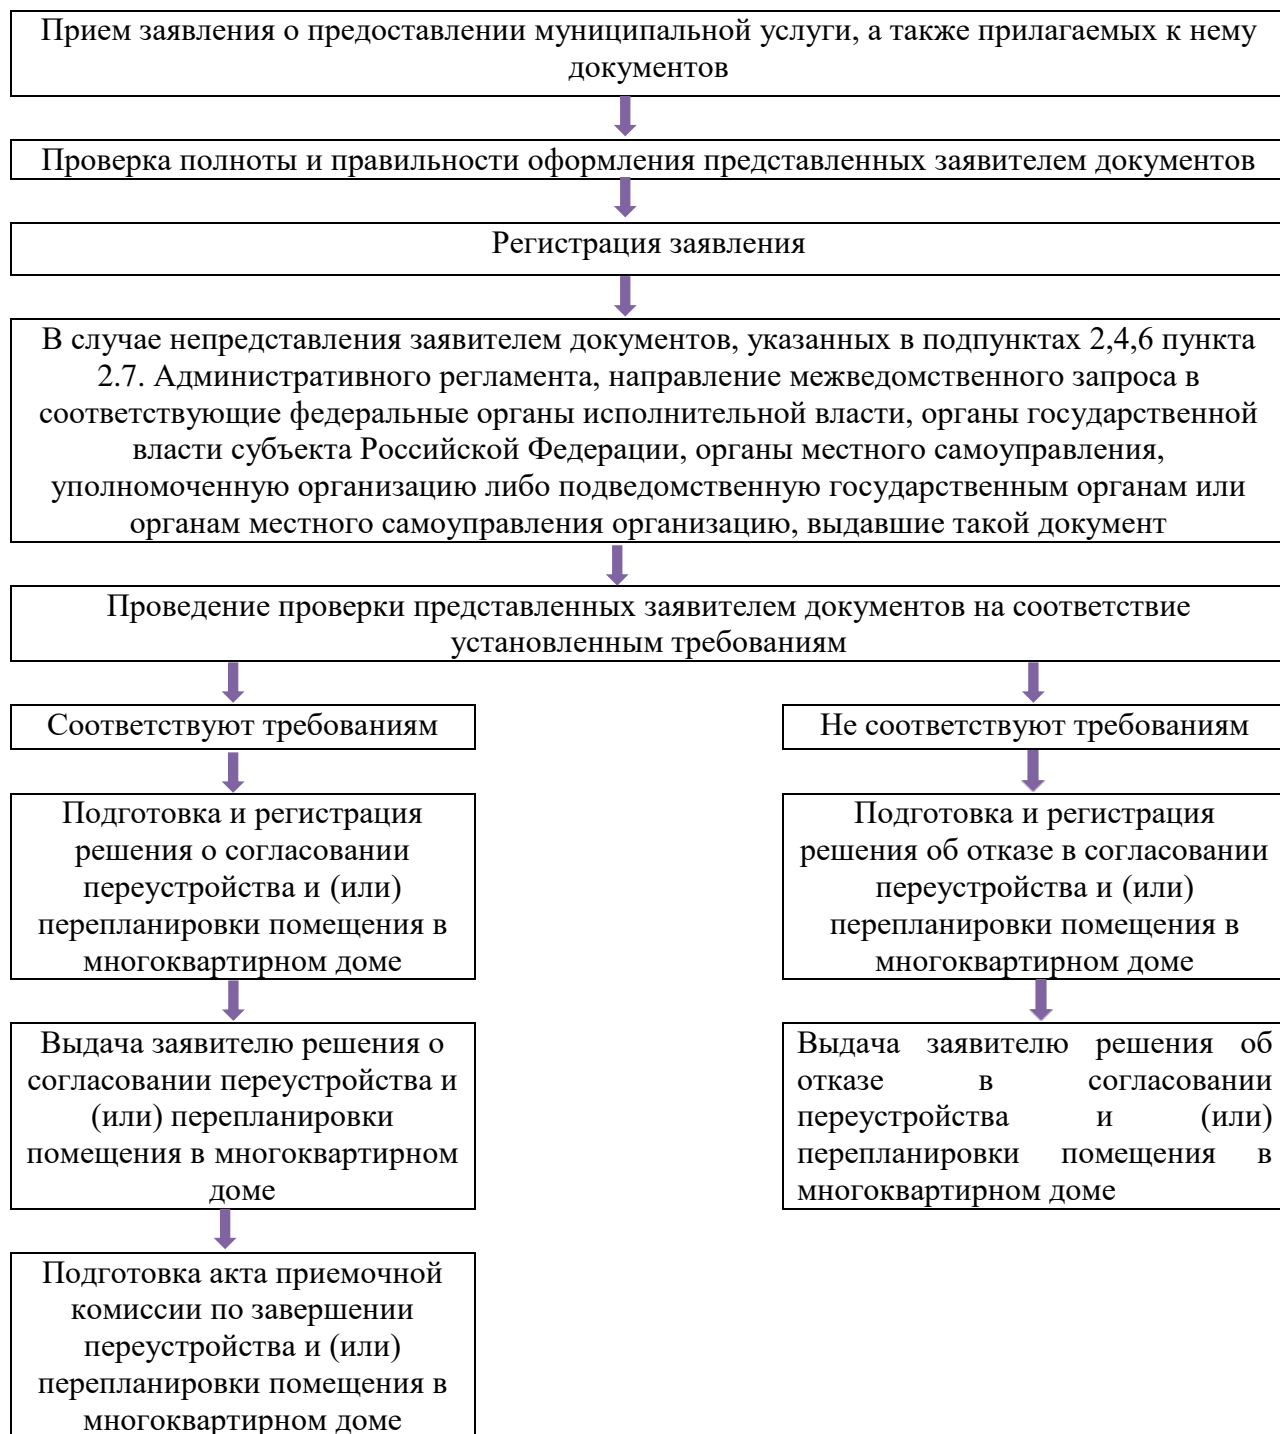 Прием заявления о предоставлении муниципальной услуги, а также прилагаемых к нему
документов
Проверка полноты и правильности оформления представленных заявителем документов
Регистрация заявления
В случае непредставления заявителем документов, указанных в подпунктах 2,4,6 пункта
2.7. Административного регламента, направление межведомственного запроса в
соответствующие федеральные органы исполнительной власти, органы государственной
власти субъекта Российской Федерации, органы местного самоуправления,
уполномоченную организацию либо подведомственную государственным органам или
органам местного самоуправления организацию, выдавшие такой документ
Проведение проверки представленных заявителем документов на соответствие
установленным требованиям
Соответствуют требованиям
Не соответствуют требованиям
Подготовка и регистрация
решения о согласовании
переустройства и (или)
перепланировки помещения в
многоквартирном доме
Подготовка и регистрация
решения об отказе в согласовании
переустройства и (или)
перепланировки помещения в
многоквартирном доме
Выдача заявителю решения о
согласовании переустройства и
(или) перепланировки
помещения в многоквартирном
доме
Выдача заявителю решения об
отказе в согласовании
переустройства и (или)
перепланировки помещения в
многоквартирном доме
Подготовка акта приемочной
комиссии по завершении
переустройства и (или)
перепланировки помещения в
многоквартирном доме